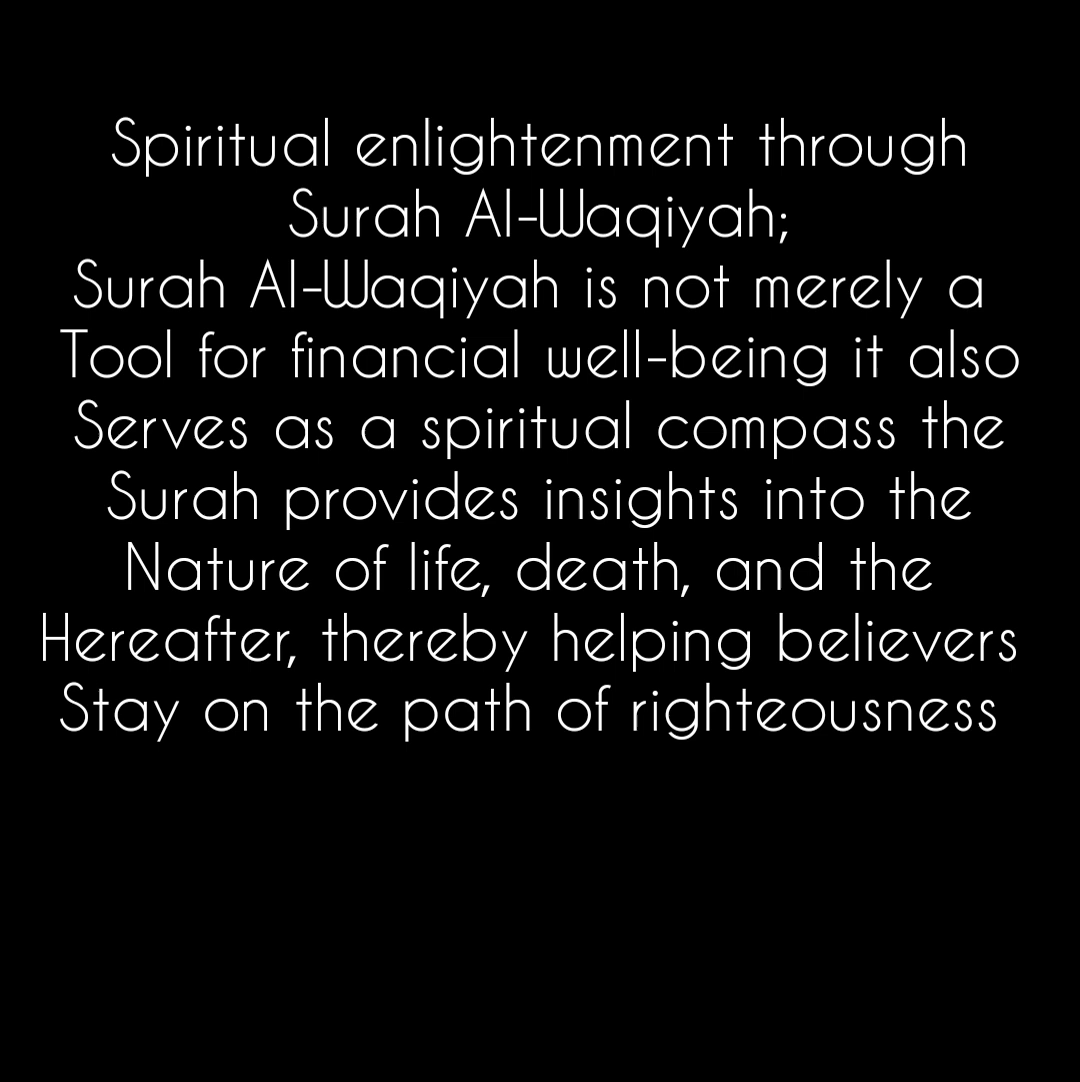 Spiritual enlightenment through
Surah Al-Waqiyah;
Surah Al-Waqiyah is not merely a
Tool for financial well-being it also
Serves as a spiritual compass the
Surah provides insights into the
Nature of life, death, and the
Hereafter, thereby helping believers
Stay on the path of righteousness